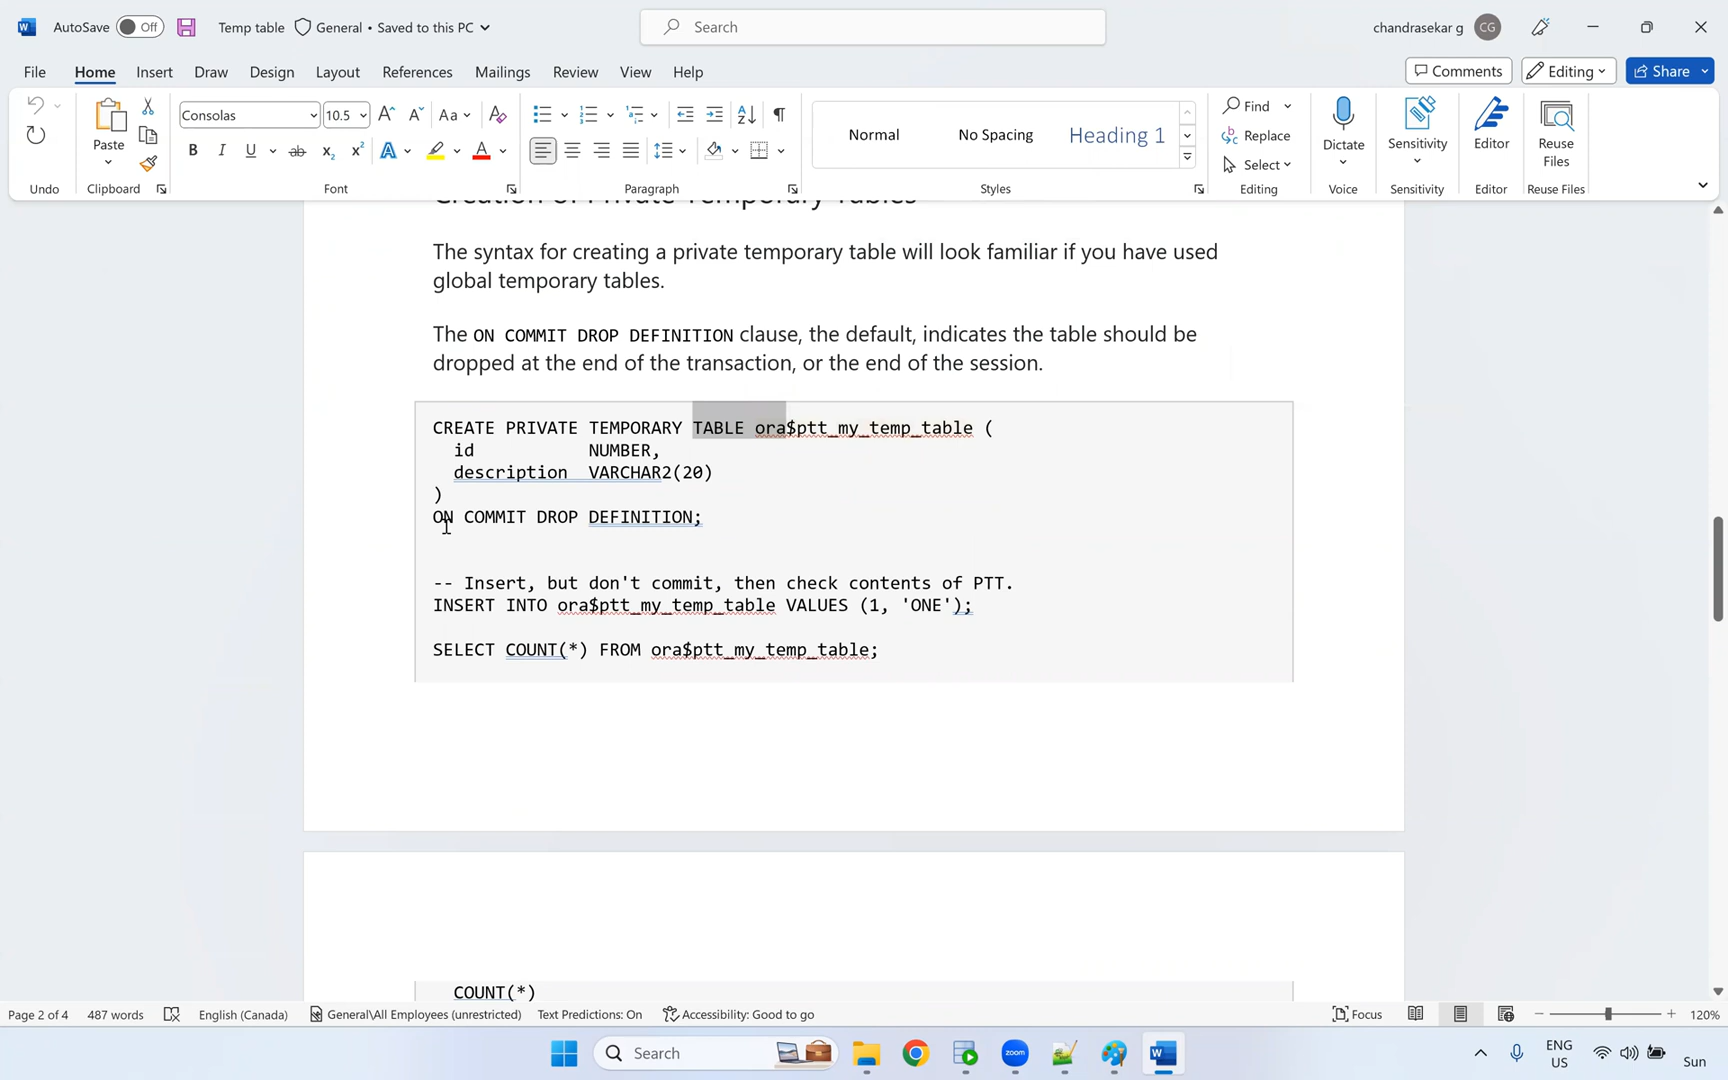 AutoSave Off Temp table General • Saved to this PC Search chandrasekar g CG
File Home Insert Draw Design Layout References Mailings Review View Help Comments Editing Share
Paste Consolas 10.5 Aa Normal No Spacing Heading 1 Find Replace Select Dictate Sensitivity Editor Reuse Files
Undo Clipboard Font Paragraph Styles Editing Voice Sensitivity Editor Reuse Files
Creation of Private Temporary Tables
The syntax for creating a private temporary table will look familiar if you have used
global temporary tables.
The ON COMMIT DROP DEFINITION clause, the default, indicates the table should be
dropped at the end of the transaction, or the end of the session.
CREATE PRIVATE TEMPORARY TABLE ora$ptt_my_temp_table (
id NUMBER,
description VARCHAR2(20)
)
ON COMMIT DROP DEFINITION;
-- Insert, but don't commit, then check contents of PTT.
INSERT INTO ora$ptt_my_temp_table VALUES (1, 'ONE');
SELECT COUNT(*) FROM ora$ptt_my_temp_table;
COUNT(*)
Page 2 of 4 487 words English (Canada) General\All Employees (unrestricted) Text Predictions: On Accessibility: Good to go Focus 120%
Search zoom ENG US Sun